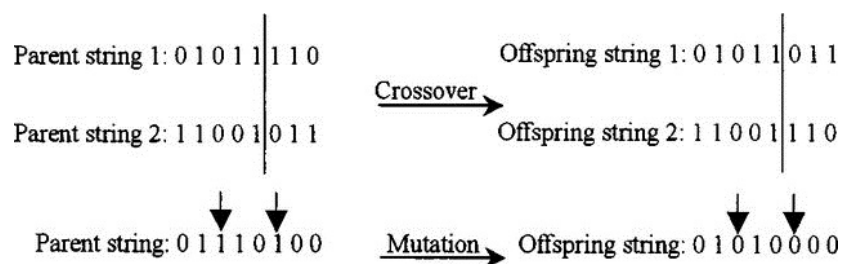 Parent string 1: 0 1 0 1 1 1 1 0
Offspring string 1: 0 1 0 1 1 0 1 1
Crossover
Parent string 2: 1 1 0 0 1 0 1 1
Offspring string 2: 1 1 0 0 1 1 1 0
Parent string: 0 1 1 1 0 1 0 0
Mutation
Offspring string: 0 1 0 1 0 0 0 0